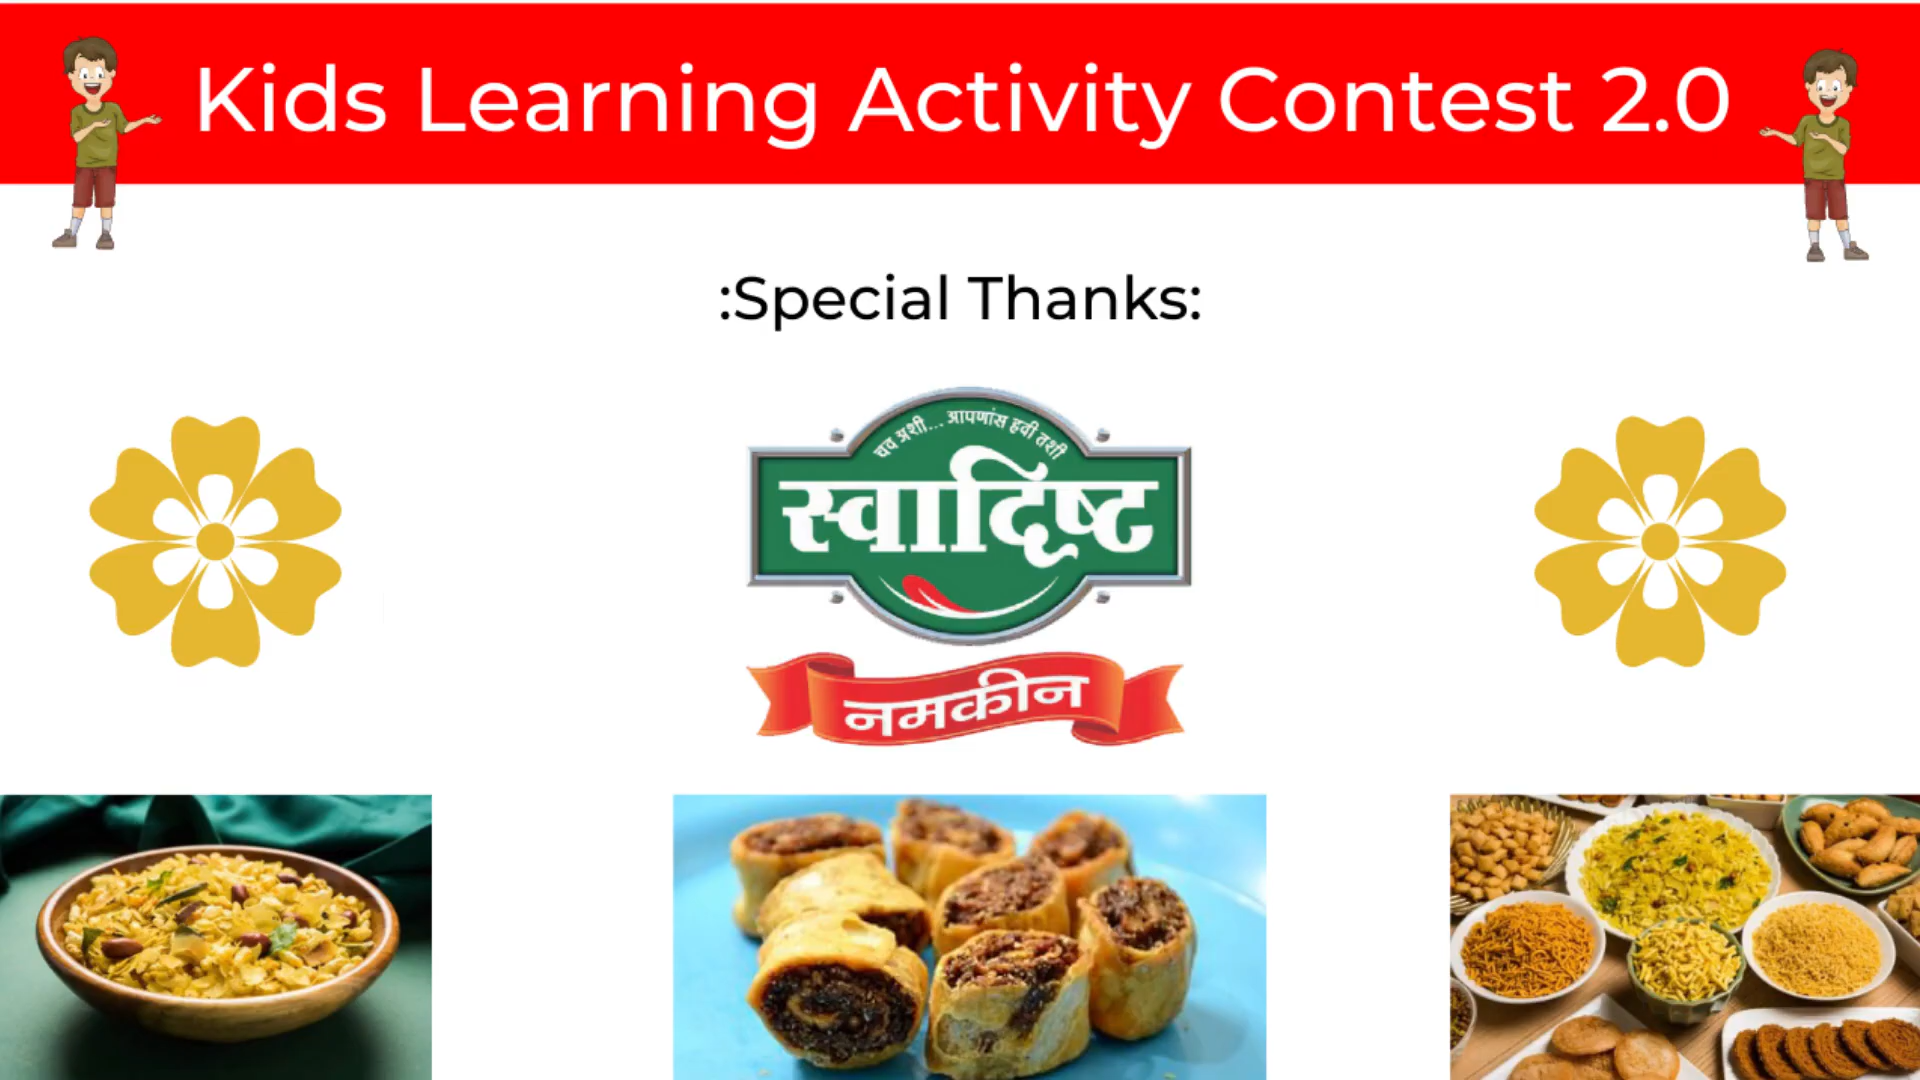 Kids Learning Activity Contest 2.0
:Special Thanks:
चव अशी... आपणांस हवी तशी
स्वादिष्ट
नमकीन